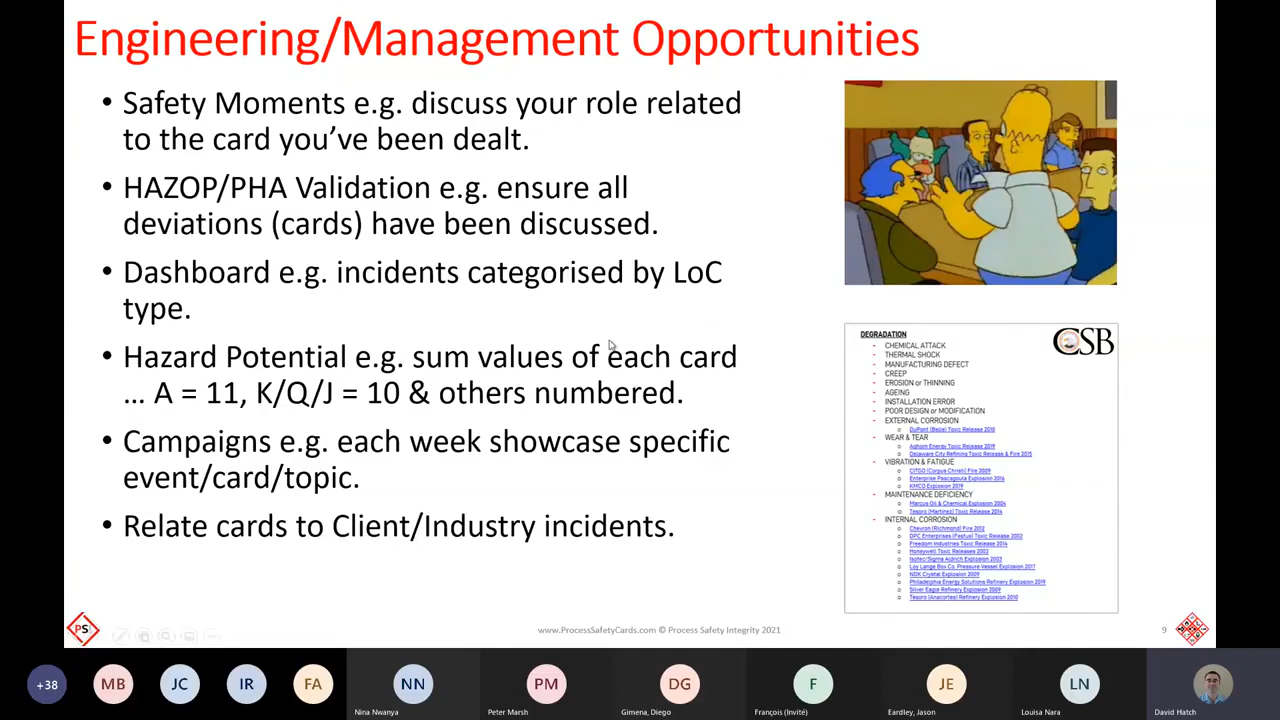 Engineering/Management Opportunities
• Safety Moments e.g. discuss your role related
to the card you've been dealt.
• HAZOP/PHA Validation e.g. ensure all
deviations (cards) have been discussed.
• Dashboard e.g. incidents categorised by LoC
type.
• Hazard Potential e.g. sum values of each card
... A = 11, K/Q/J = 10 & others numbered.
• Campaigns e.g. each week showcase specific
event/card/topic.
• Relate cards to Client/Industry incidents.
CSB
DEGRADATION
- CHEMICAL ATTACK
- THERMAL SHOCK
- MANUFACTURING DEFECT
- CREEP
- EROSION or THINNING
- AGEING
- INSTALLATION ERROR
- POOR DESIGN or MODIFICATION
- EXTERNAL CORROSION
o DuPont (Belle) Toxic Release 2010
- WEAR & TEAR
o Aghorn Energy Toxic Release 2019
o Delaware City Refining Toxic Release & Fire 2015
- VIBRATION & FATIGUE
o CITGO (Corpus Christi) Fire 2009
o Enterprise Pascagoula Explosion 2016
o KMCO Explosion 2019
- MAINTENANCE DEFICIENCY
o Marcus Oil & Chemical Explosion 2004
o Tesoro (Martinez) Toxic Release 2014
- INTERNAL CORROSION
o Chevron (Richmond) Fire 2012
o DPC Enterprises (Festus) Toxic Release 2002
o Freedom Industries Toxic Release 2014
o Honeywell Toxic Releases 2003
o Isotec/Sigma Aldrich Explosion 2003
o Loy Lange Box Co. Pressure Vessel Explosion 2017
o NDK Crystal Explosion 2009
o Philadelphia Energy Solutions Refinery Explosion 2019
o Silver Eagle Refinery Explosion 2009
o Tesoro (Anacortes) Refinery Explosion 2010
PS
www.ProcessSafetyCards.com © Process Safety Integrity 2021
9
+38
MB
JC
IR
FA
NN
PM
DG
F
JE
LN
Nina Nwanya
Peter Marsh
Gimena, Diego
François (Invité)
Eardley, Jason
Louisa Nara
David Hatch